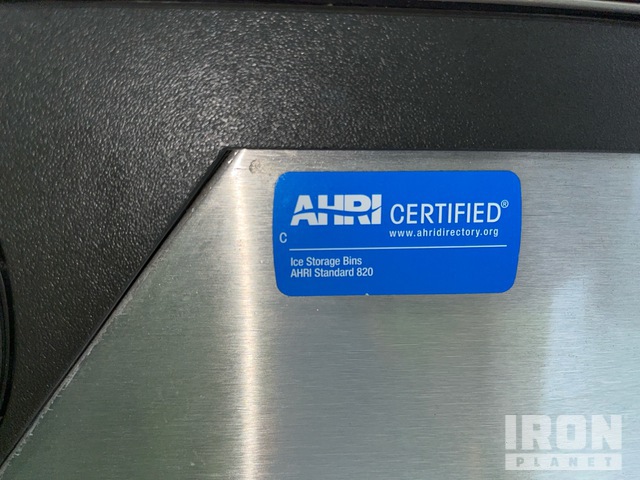 AHRI CERTIFIED®
www.ahridirectory.org
C
Ice Storage Bins
AHRI Standard 820
IRON
PLANET